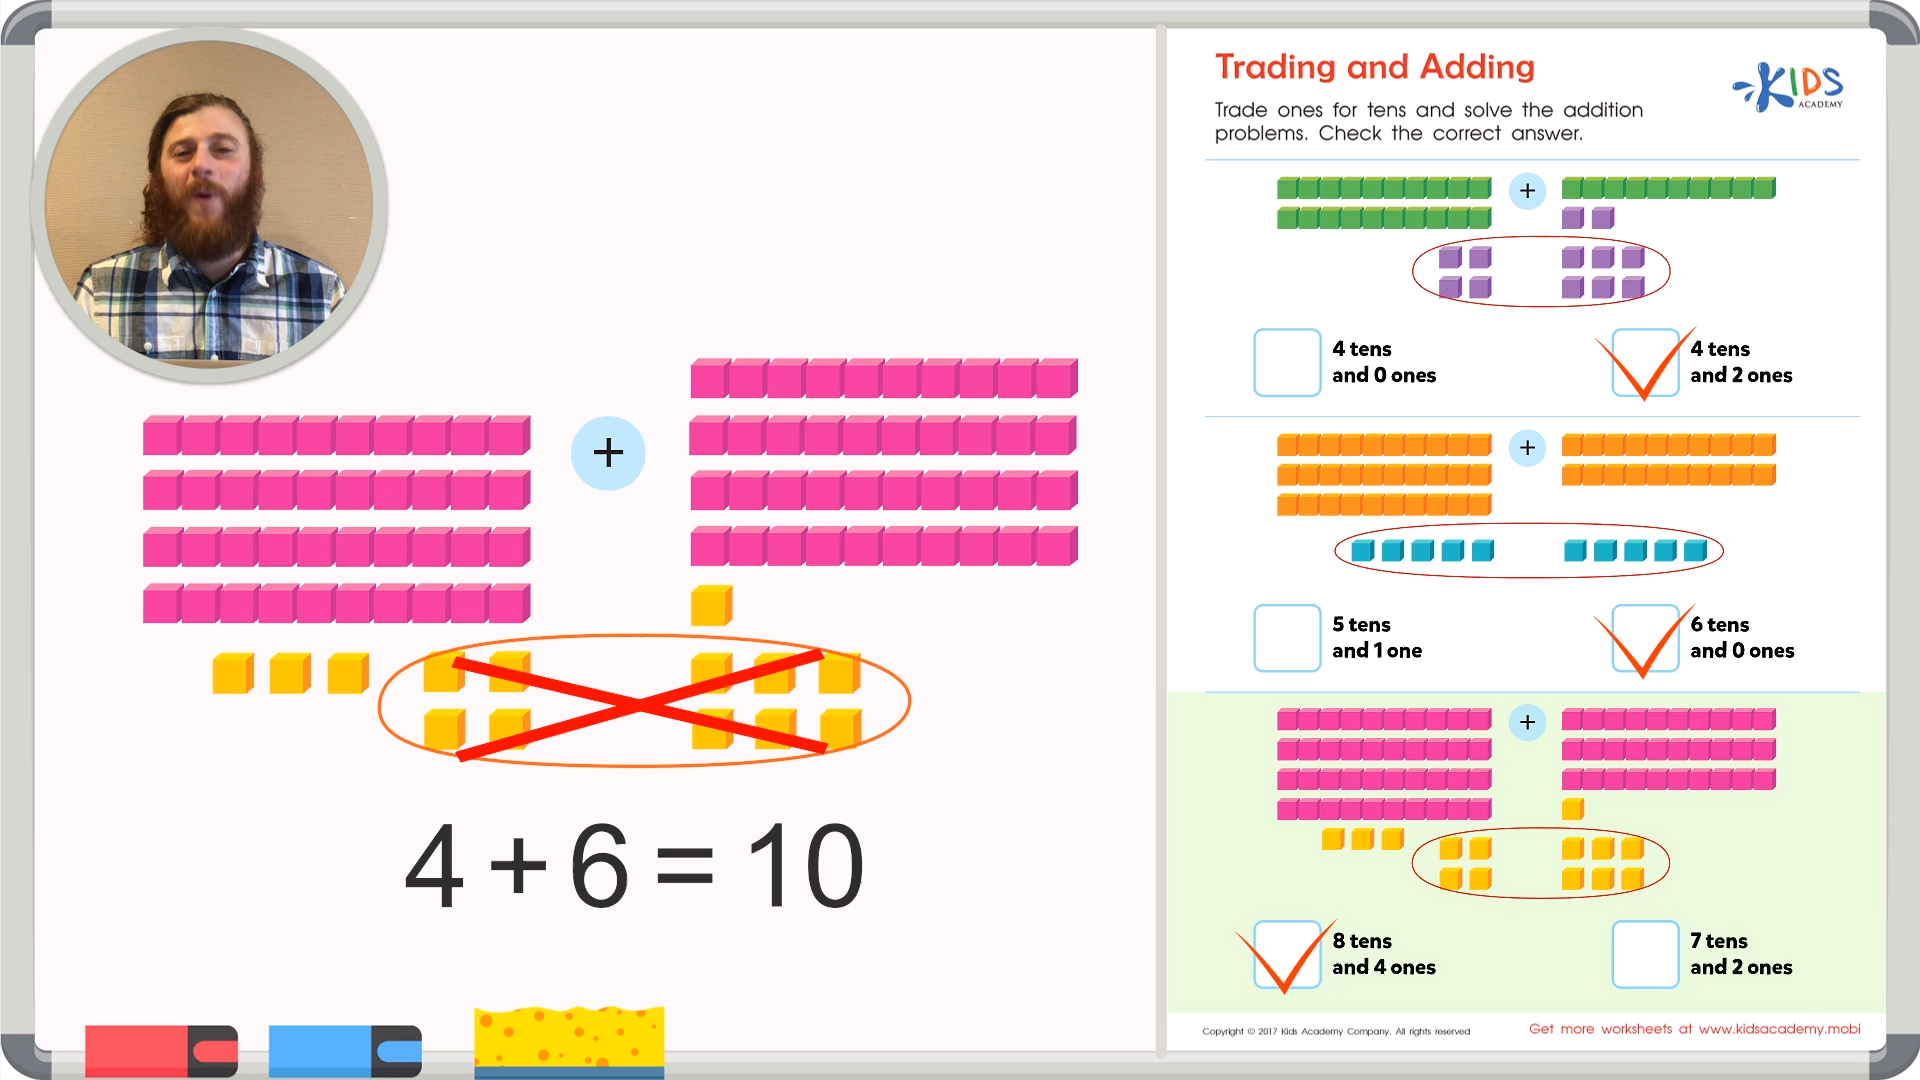 +
4 + 6 = 10
Trading and Adding
KIDS
ACADEMY
Trade ones for tens and solve the addition
problems. Check the correct answer.
+
4 tens
and 0 ones
4 tens
and 2 ones
+
5 tens
and 1 one
6 tens
and 0 ones
+
8 tens
and 4 ones
7 tens
and 2 ones
Copyright © 2017 Kids Academy Company. All rights reserved
Get more worksheets at www.kidsacademy.mobi